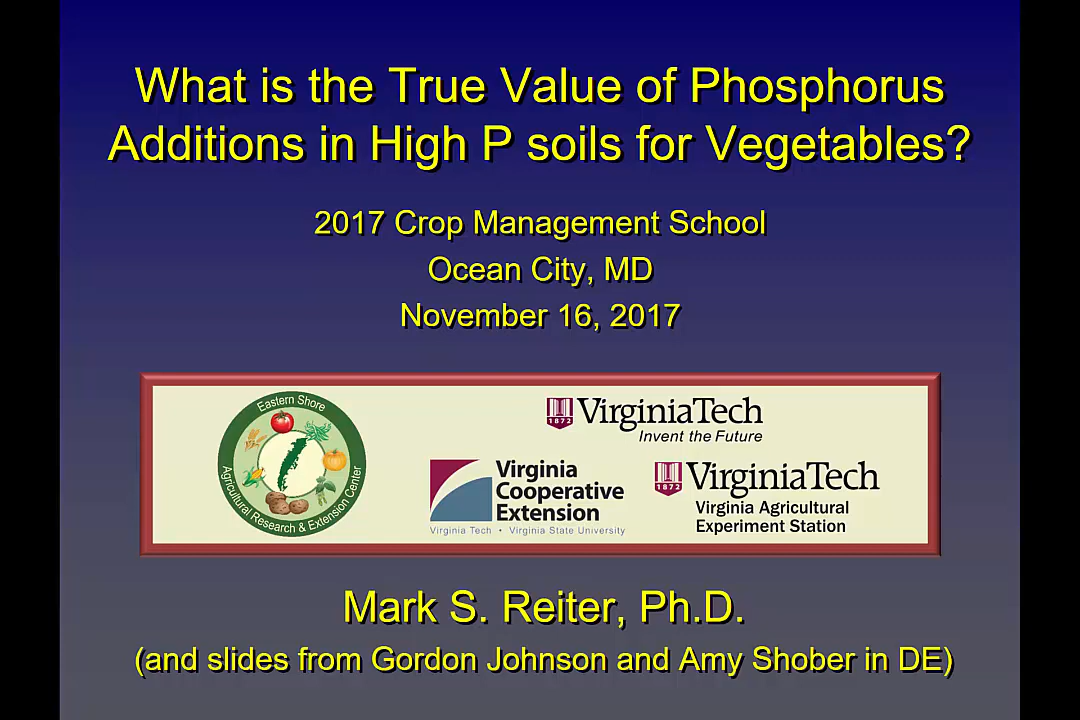 What is the True Value of Phosphorus
Additions in High P soils for Vegetables?
2017 Crop Management School
Ocean City, MD
November 16, 2017
Eastern Shore
Agricultural Research & Extension Center
1872
VirginiaTech
Invent the Future
Virginia
Cooperative
Extension
Virginia Tech • Virginia State University
1872
VirginiaTech
Virginia Agricultural
Experiment Station
Mark S. Reiter, Ph.D.
(and slides from Gordon Johnson and Amy Shober in DE)